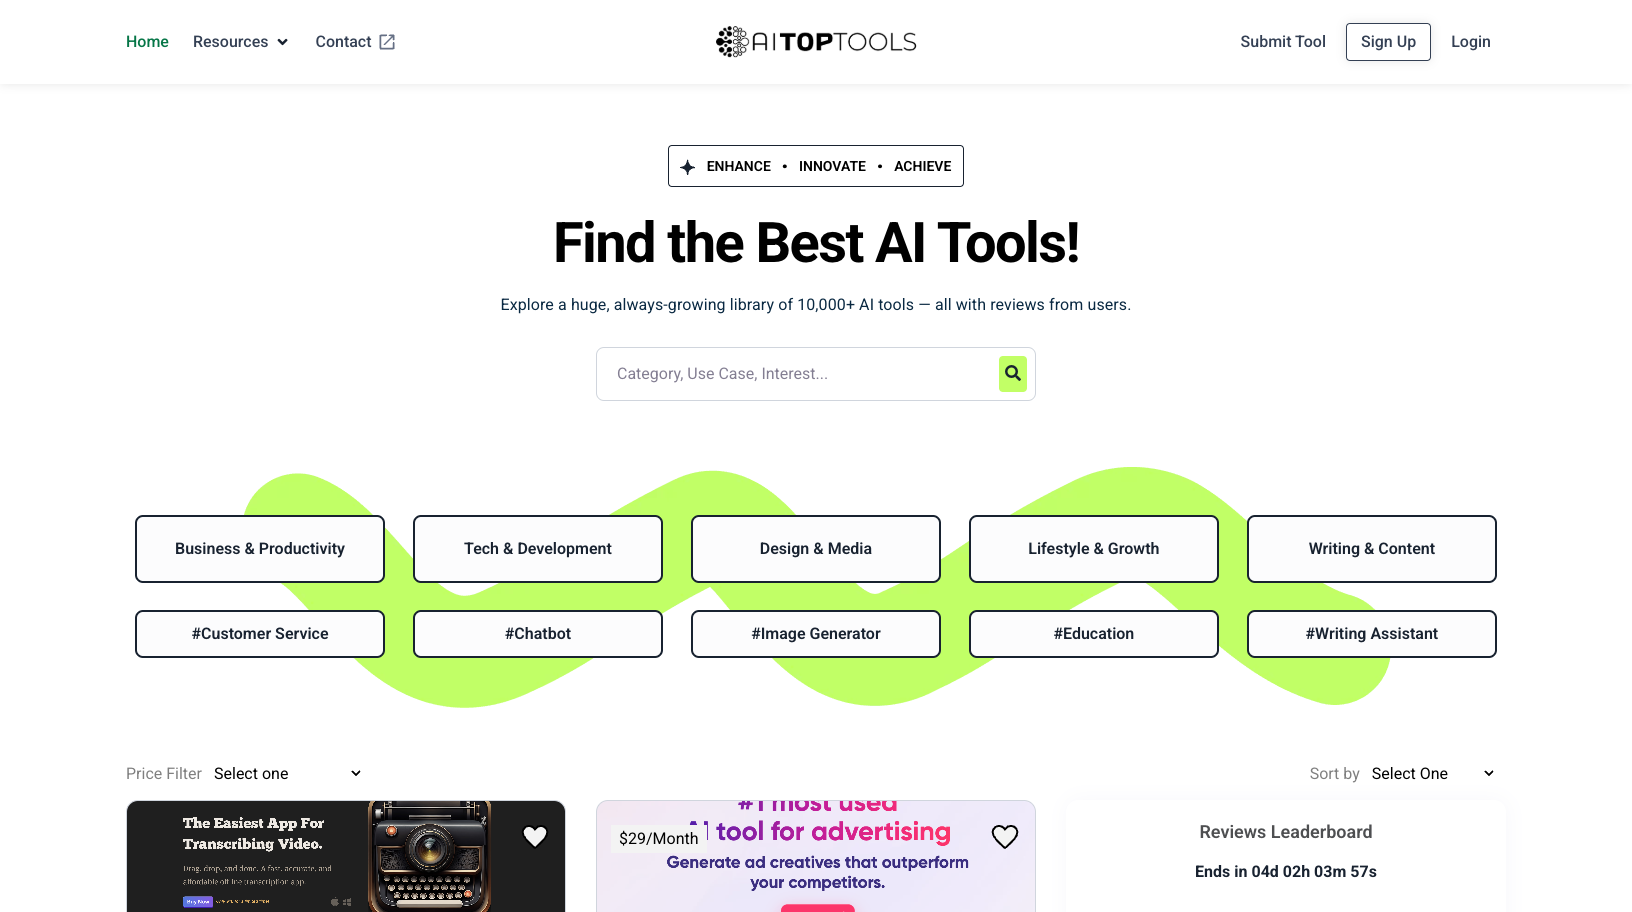 Home
Resources
Contact
AITOPTOOLS
Submit Tool
Sign Up
Login
ENHANCE • INNOVATE • ACHIEVE
Find the Best AI Tools!
Explore a huge, always-growing library of 10,000+ AI tools — all with reviews from users.
Category, Use Case, Interest...
Business & Productivity
Tech & Development
Design & Media
Lifestyle & Growth
Writing & Content
#Customer Service
#Chatbot
#Image Generator
#Education
#Writing Assistant
Price Filter
Select one
Sort by
Select One
The Easiest App For
Transcribing Video.
Drag, drop, and done. A fast, accurate, and
affordable offline transcription app.
Buy Now
#1 most used
AI tool for advertising
$29/Month
Generate ad creatives that outperform
your competitors.
Reviews Leaderboard
Ends in 04d 02h 03m 57s